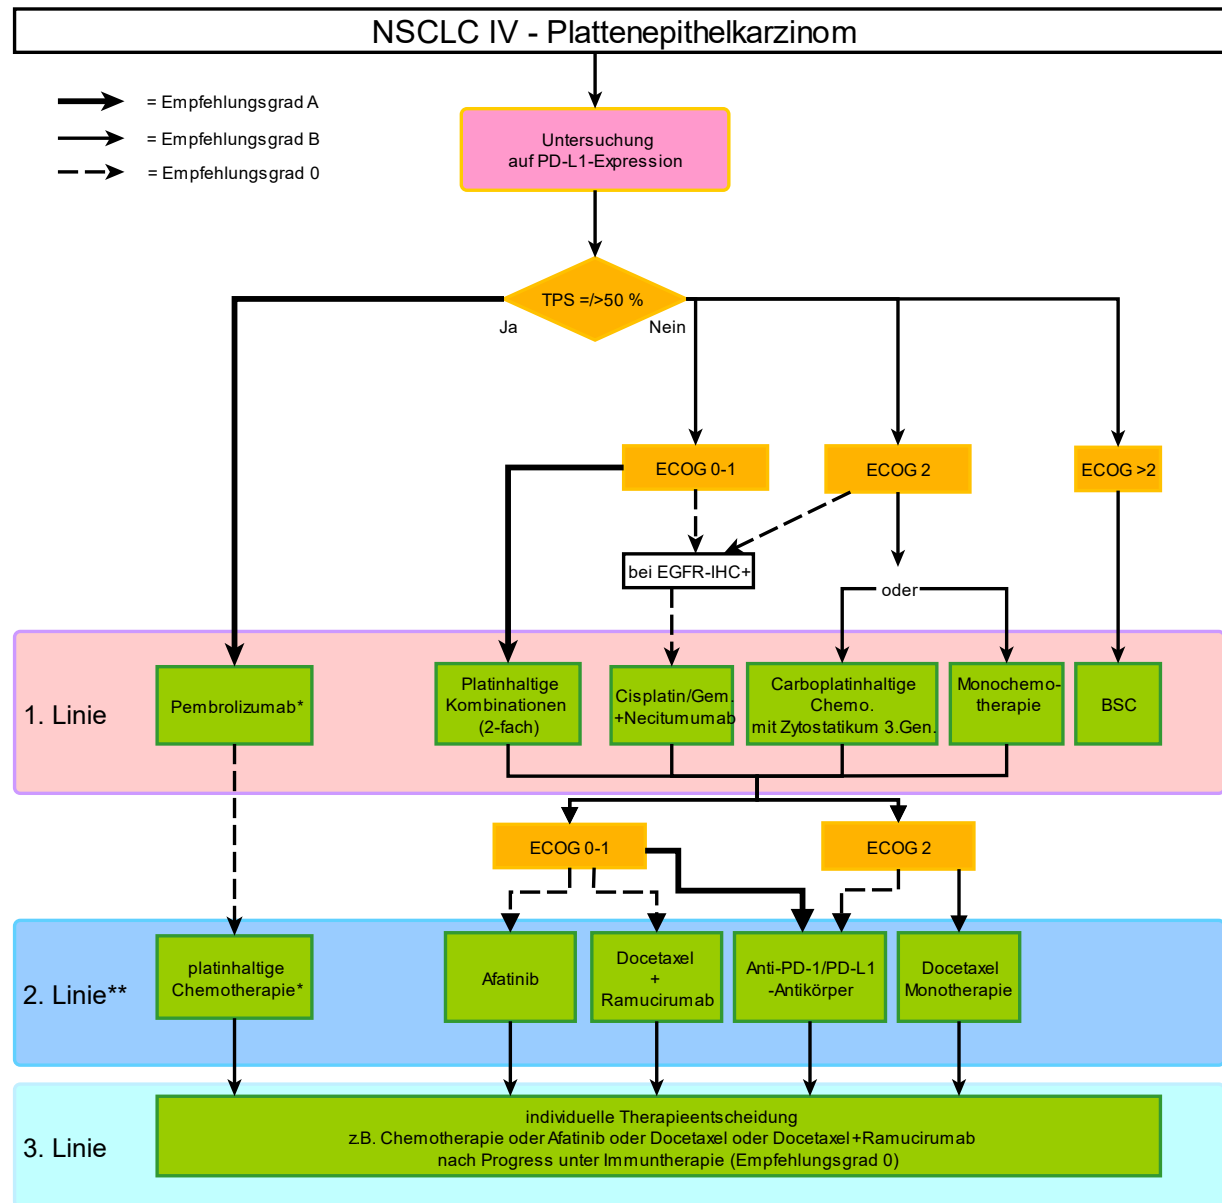 NSCLC IV - Plattenepithelkarzinom
= Empfehlungsgrad A
= Empfehlungsgrad B
= Empfehlungsgrad 0
Untersuchung
auf PD-L1-Expression
TPS =/>50 %
Ja
Nein
ECOG 0-1
ECOG 2
ECOG >2
bei EGFR-IHC+
oder
1. Linie
Pembrolizumab*
Platinhaltige
Kombinationen
(2-fach)
Cisplatin/Gem.
+Necitumumab
Carboplatinhaltige
Chemo.
mit Zytostatikum 3.Gen.
Monochemo-
therapie
BSC
ECOG 0-1
ECOG 2
2. Linie**
platinhaltige
Chemotherapie*
Afatinib
Docetaxel
+
Ramucirumab
Anti-PD-1/PD-L1
-Antikörper
Docetaxel
Monotherapie
3. Linie
individuelle Therapieentscheidung
z.B. Chemotherapie oder Afatinib oder Docetaxel oder Docetaxel+Ramucirumab
nach Progress unter Immuntherapie (Empfehlungsgrad 0)